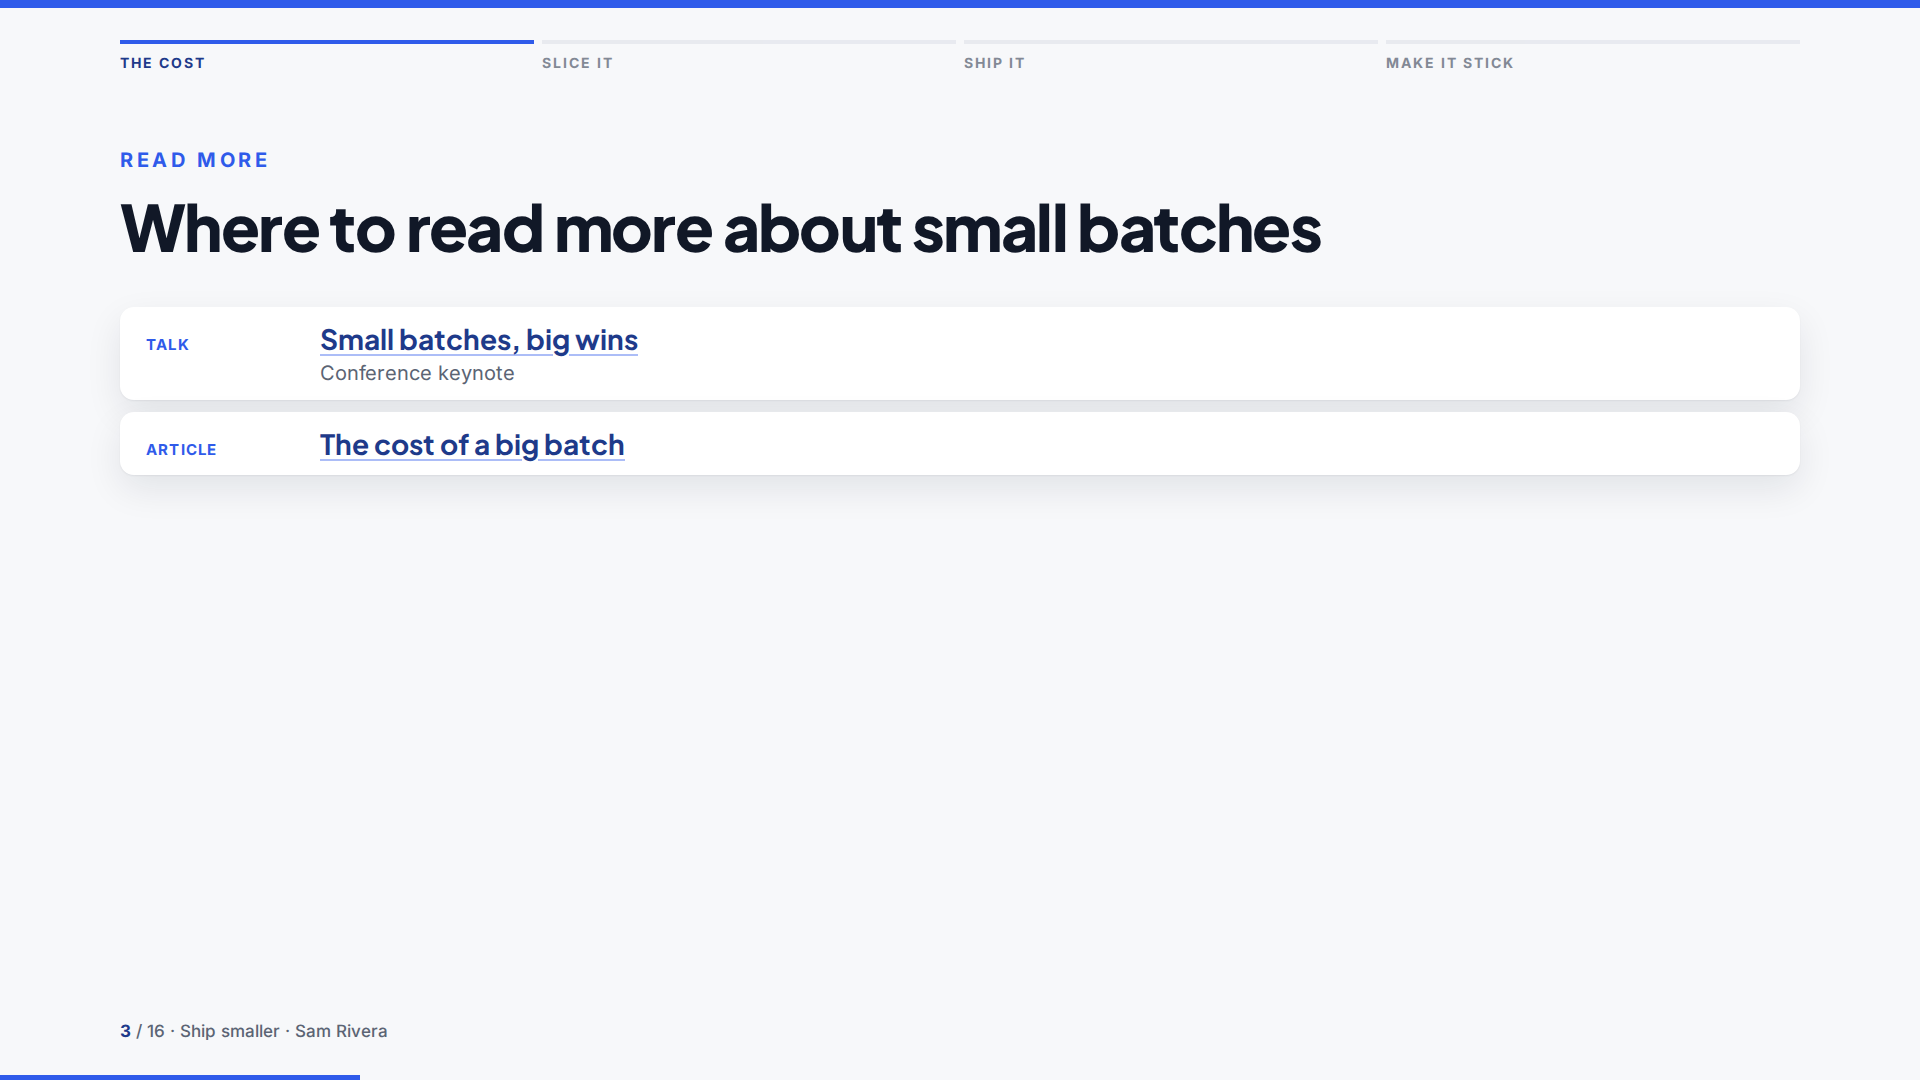 THE COST
SLICE IT
SHIP IT
MAKE IT STICK
READ MORE
Where to read more about small batches
TALK
Small batches, big wins
Conference keynote
ARTICLE
The cost of a big batch
3 / 16 · Ship smaller · Sam Rivera